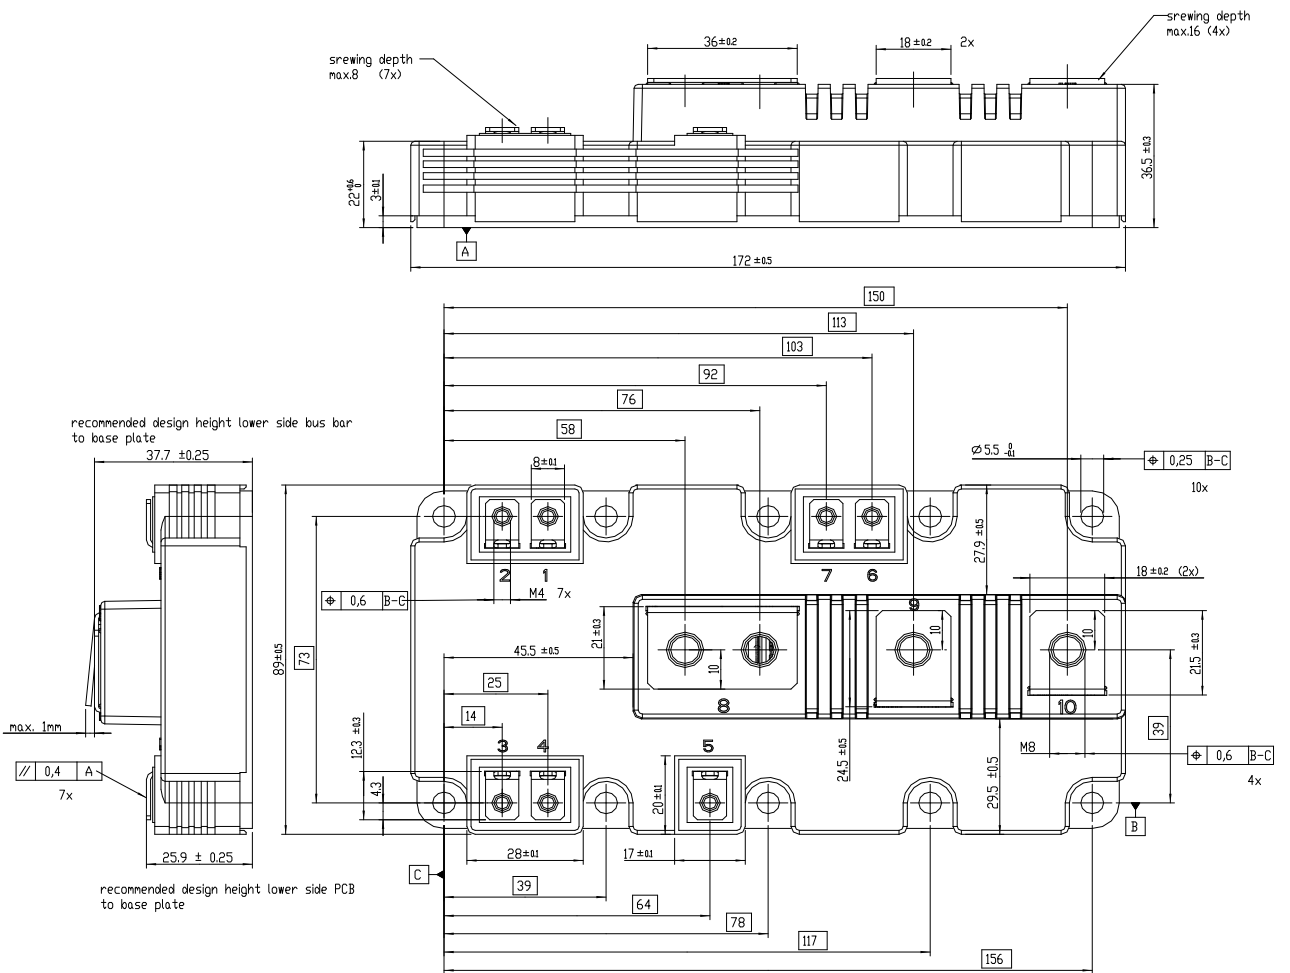 srewing depth
max.16 (4x)
36±0.2
18±0.2 2x
srewing depth
max.8 (7x)
22+0.6 0
3±0.1
36.5 ±0.3
A
172 ±0.5
150
113
103
92
76
58
recommended design height lower side bus bar
to base plate
37.7 ±0.25
8±0.1
Ø5.5 0 -0.1
⌖ 0,25 B-C
10x
27.9 ±0.5
2 1
7 6
M4 7x
⌖ 0,6 B-C
18±0.2 (2x)
9
89±0.5
73
21±0.3
10
10
10
21.5 ±0.3
45.5 ±0.5
25
14
8
10
max. 1mm
12.3 ±0.3
3 4
5
M8
39
⌖ 0,6 B-C
4x
// 0,4 A
7x
4.3
20±0.1
24.5 ±0.5
29.5 ±0.5
B
25.9 ± 0.25
28±0.1
17±0.1
recommended design height lower side PCB
to base plate
C
39
64
78
117
156